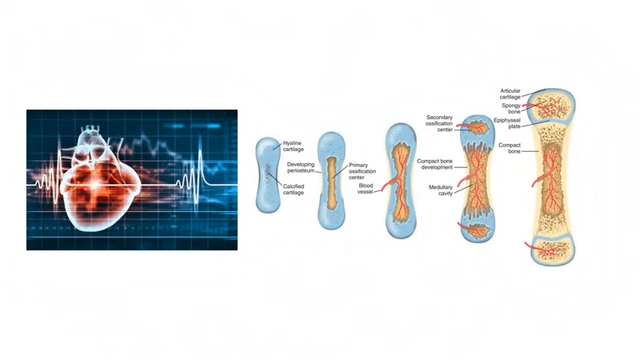 Hyaline
cartilage
Calcified
cartilage
Developing
periosteum
Primary
ossification
center
Blood
vessel
Secondary
ossification
center
Compact bone
development
Medullary
cavity
Articular
cartilage
Spongy
bone
Epiphyseal
plate
Compact
bone